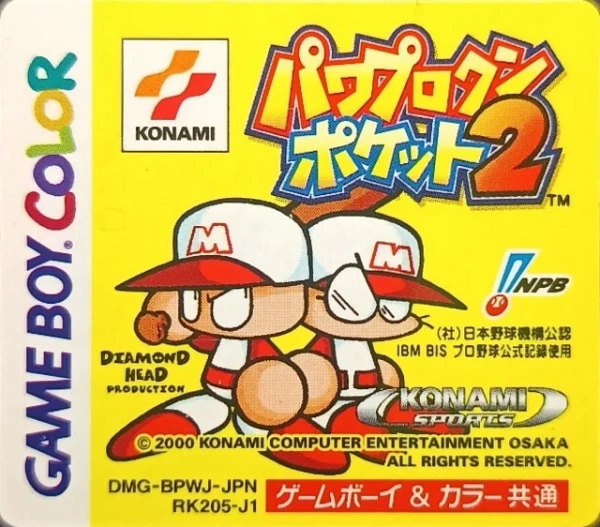 GAME BOY COLOR
KONAMI
パワプロクン
ポケット2
TM
M
M
NPB
(社)日本野球機構公認
IBM BIS プロ野球公式記録使用
DIAMOND
HEAD
PRODUCTION
KONAMI
SPORTS
© 2000 KONAMI COMPUTER ENTERTAINMENT OSAKA
ALL RIGHTS RESERVED.
DMG-BPWJ-JPN
RK205-J1
ゲームボーイ & カラー 共通